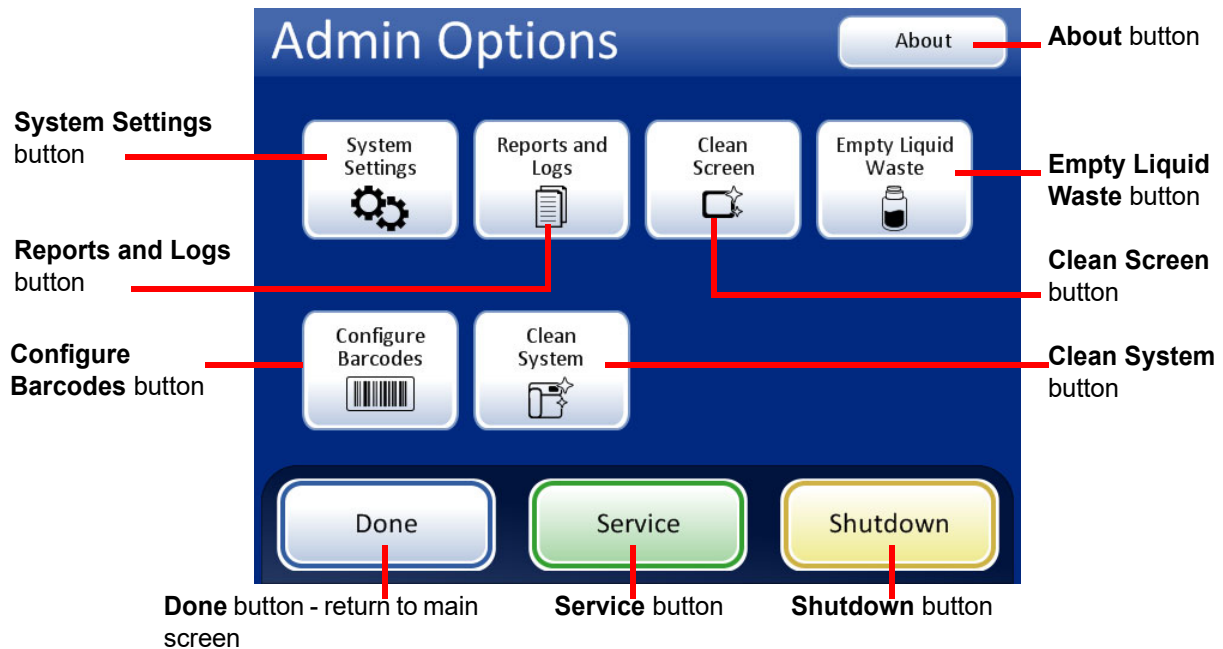 Admin Options
About
About button
System Settings
button
System
Settings
Reports and
Logs
Clean
Screen
Empty Liquid
Waste
Empty Liquid
Waste button
Reports and Logs
button
Clean Screen
button
Configure
Barcodes button
Configure
Barcodes
Clean
System
Clean System
button
Done
Service
Shutdown
Done button - return to main
screen
Service button
Shutdown button